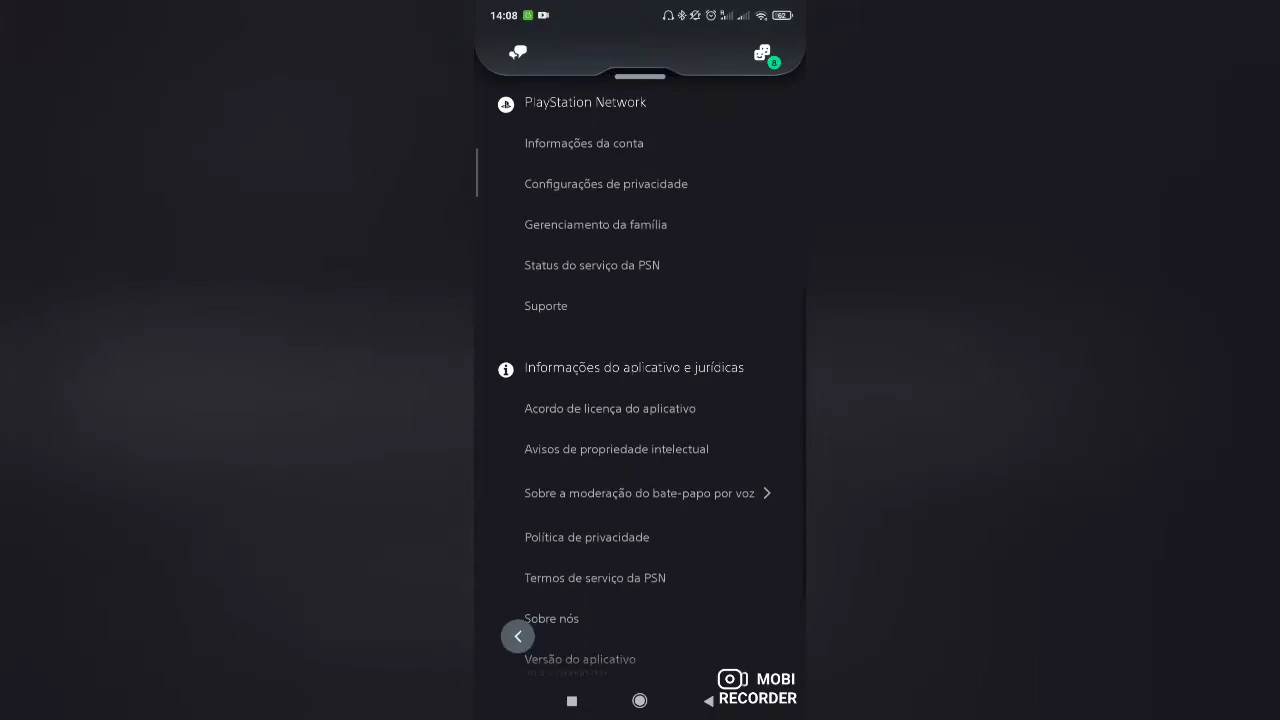 14:08
62
8
PlayStation Network
Informações da conta
Configurações de privacidade
Gerenciamento da família
Status do serviço da PSN
Suporte
Informações do aplicativo e jurídicas
Acordo de licença do aplicativo
Avisos de propriedade intelectual
Sobre a moderação do bate-papo por voz
Política de privacidade
Termos de serviço da PSN
Sobre nós
Versão do aplicativo
MOBI
RECORDER